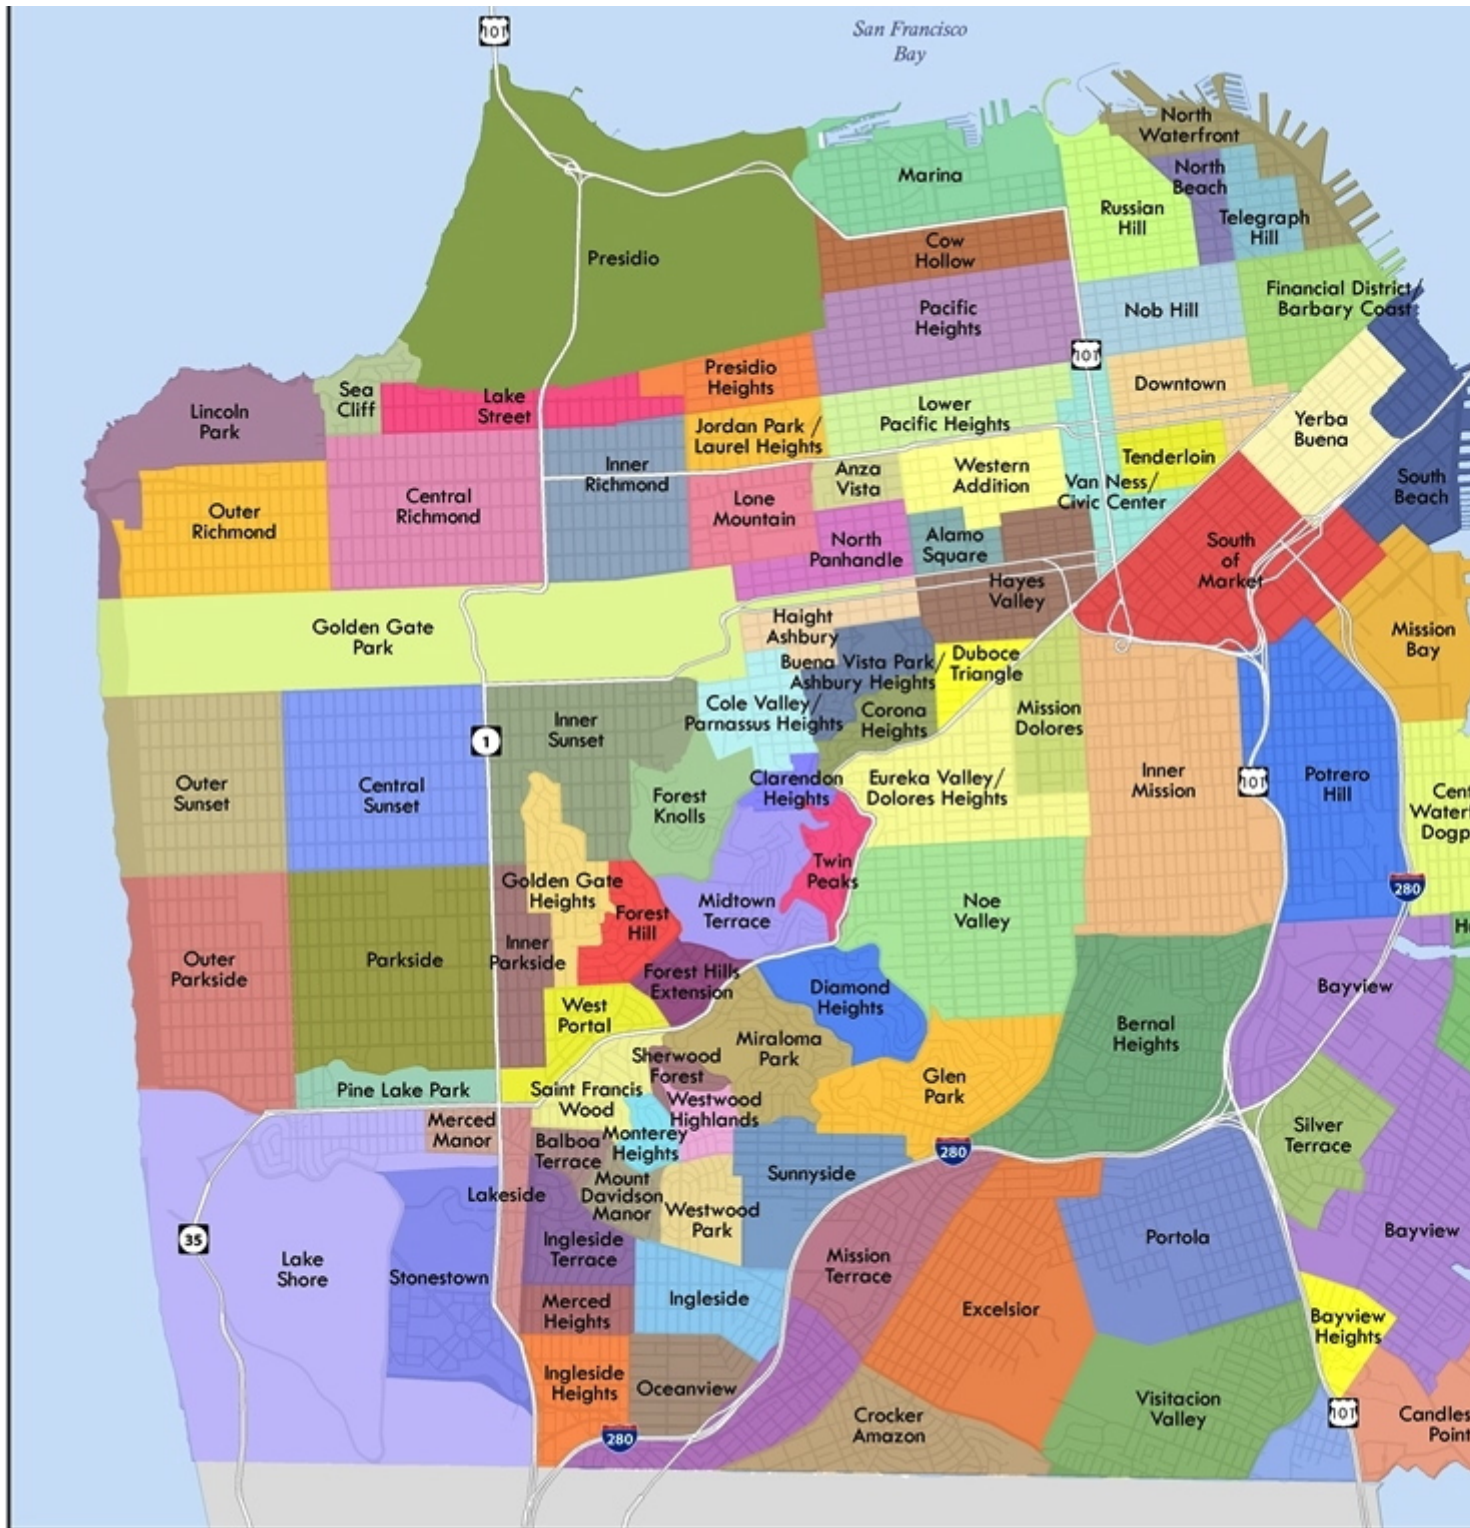 101
San Francisco
Bay
North
Waterfront
Marina
North
Beach
Russian
Hill
Telegraph
Hill
Presidio
Cow
Hollow
Financial District/
Barbary Coast
Pacific
Heights
Nob Hill
101
Presidio
Heights
Downtown
Sea
Cliff
Lake
Street
Lincoln
Park
Lower
Pacific Heights
Yerba
Buena
Jordan Park /
Laurel Heights
Tenderloin
Inner
Richmond
Anza
Vista
Western
Addition
Van Ness/
Civic Center
South
Beach
Central
Richmond
Lone
Mountain
Outer
Richmond
North
Panhandle
Alamo
Square
South
of
Market
Hayes
Valley
Golden Gate
Park
Haight
Ashbury
Mission
Bay
Buena Vista Park/
Ashbury Heights
Duboce
Triangle
Cole Valley/
Parnassus Heights
Corona
Heights
Mission
Dolores
Inner
Sunset
1
Outer
Sunset
Central
Sunset
Forest
Knolls
Clarendon
Heights
Eureka Valley/
Dolores Heights
Inner
Mission
101
Potrero
Hill
Cent
Waterf
Dogp
Twin
Peaks
280
Golden Gate
Heights
Midtown
Terrace
Noe
Valley
Forest
Hill
H
Outer
Parkside
Parkside
Inner
Parkside
Forest Hills
Extension
Diamond
Heights
Bayview
West
Portal
Miraloma
Park
Bernal
Heights
Sherwood
Forest
Glen
Park
Pine Lake Park
Saint Francis
Wood
Westwood
Highlands
Merced
Manor
Balboa
Terrace
Monterey
Heights
280
Silver
Terrace
Sunnyside
Lakeside
Mount
Davidson
Manor
Westwood
Park
35
Portola
Bayview
Ingleside
Terrace
Mission
Terrace
Lake
Shore
Stonestown
Ingleside
Merced
Heights
Excelsior
Bayview
Heights
Ingleside
Heights
Oceanview
Visitacion
Valley
101
Crocker
Amazon
Candles
Point
280